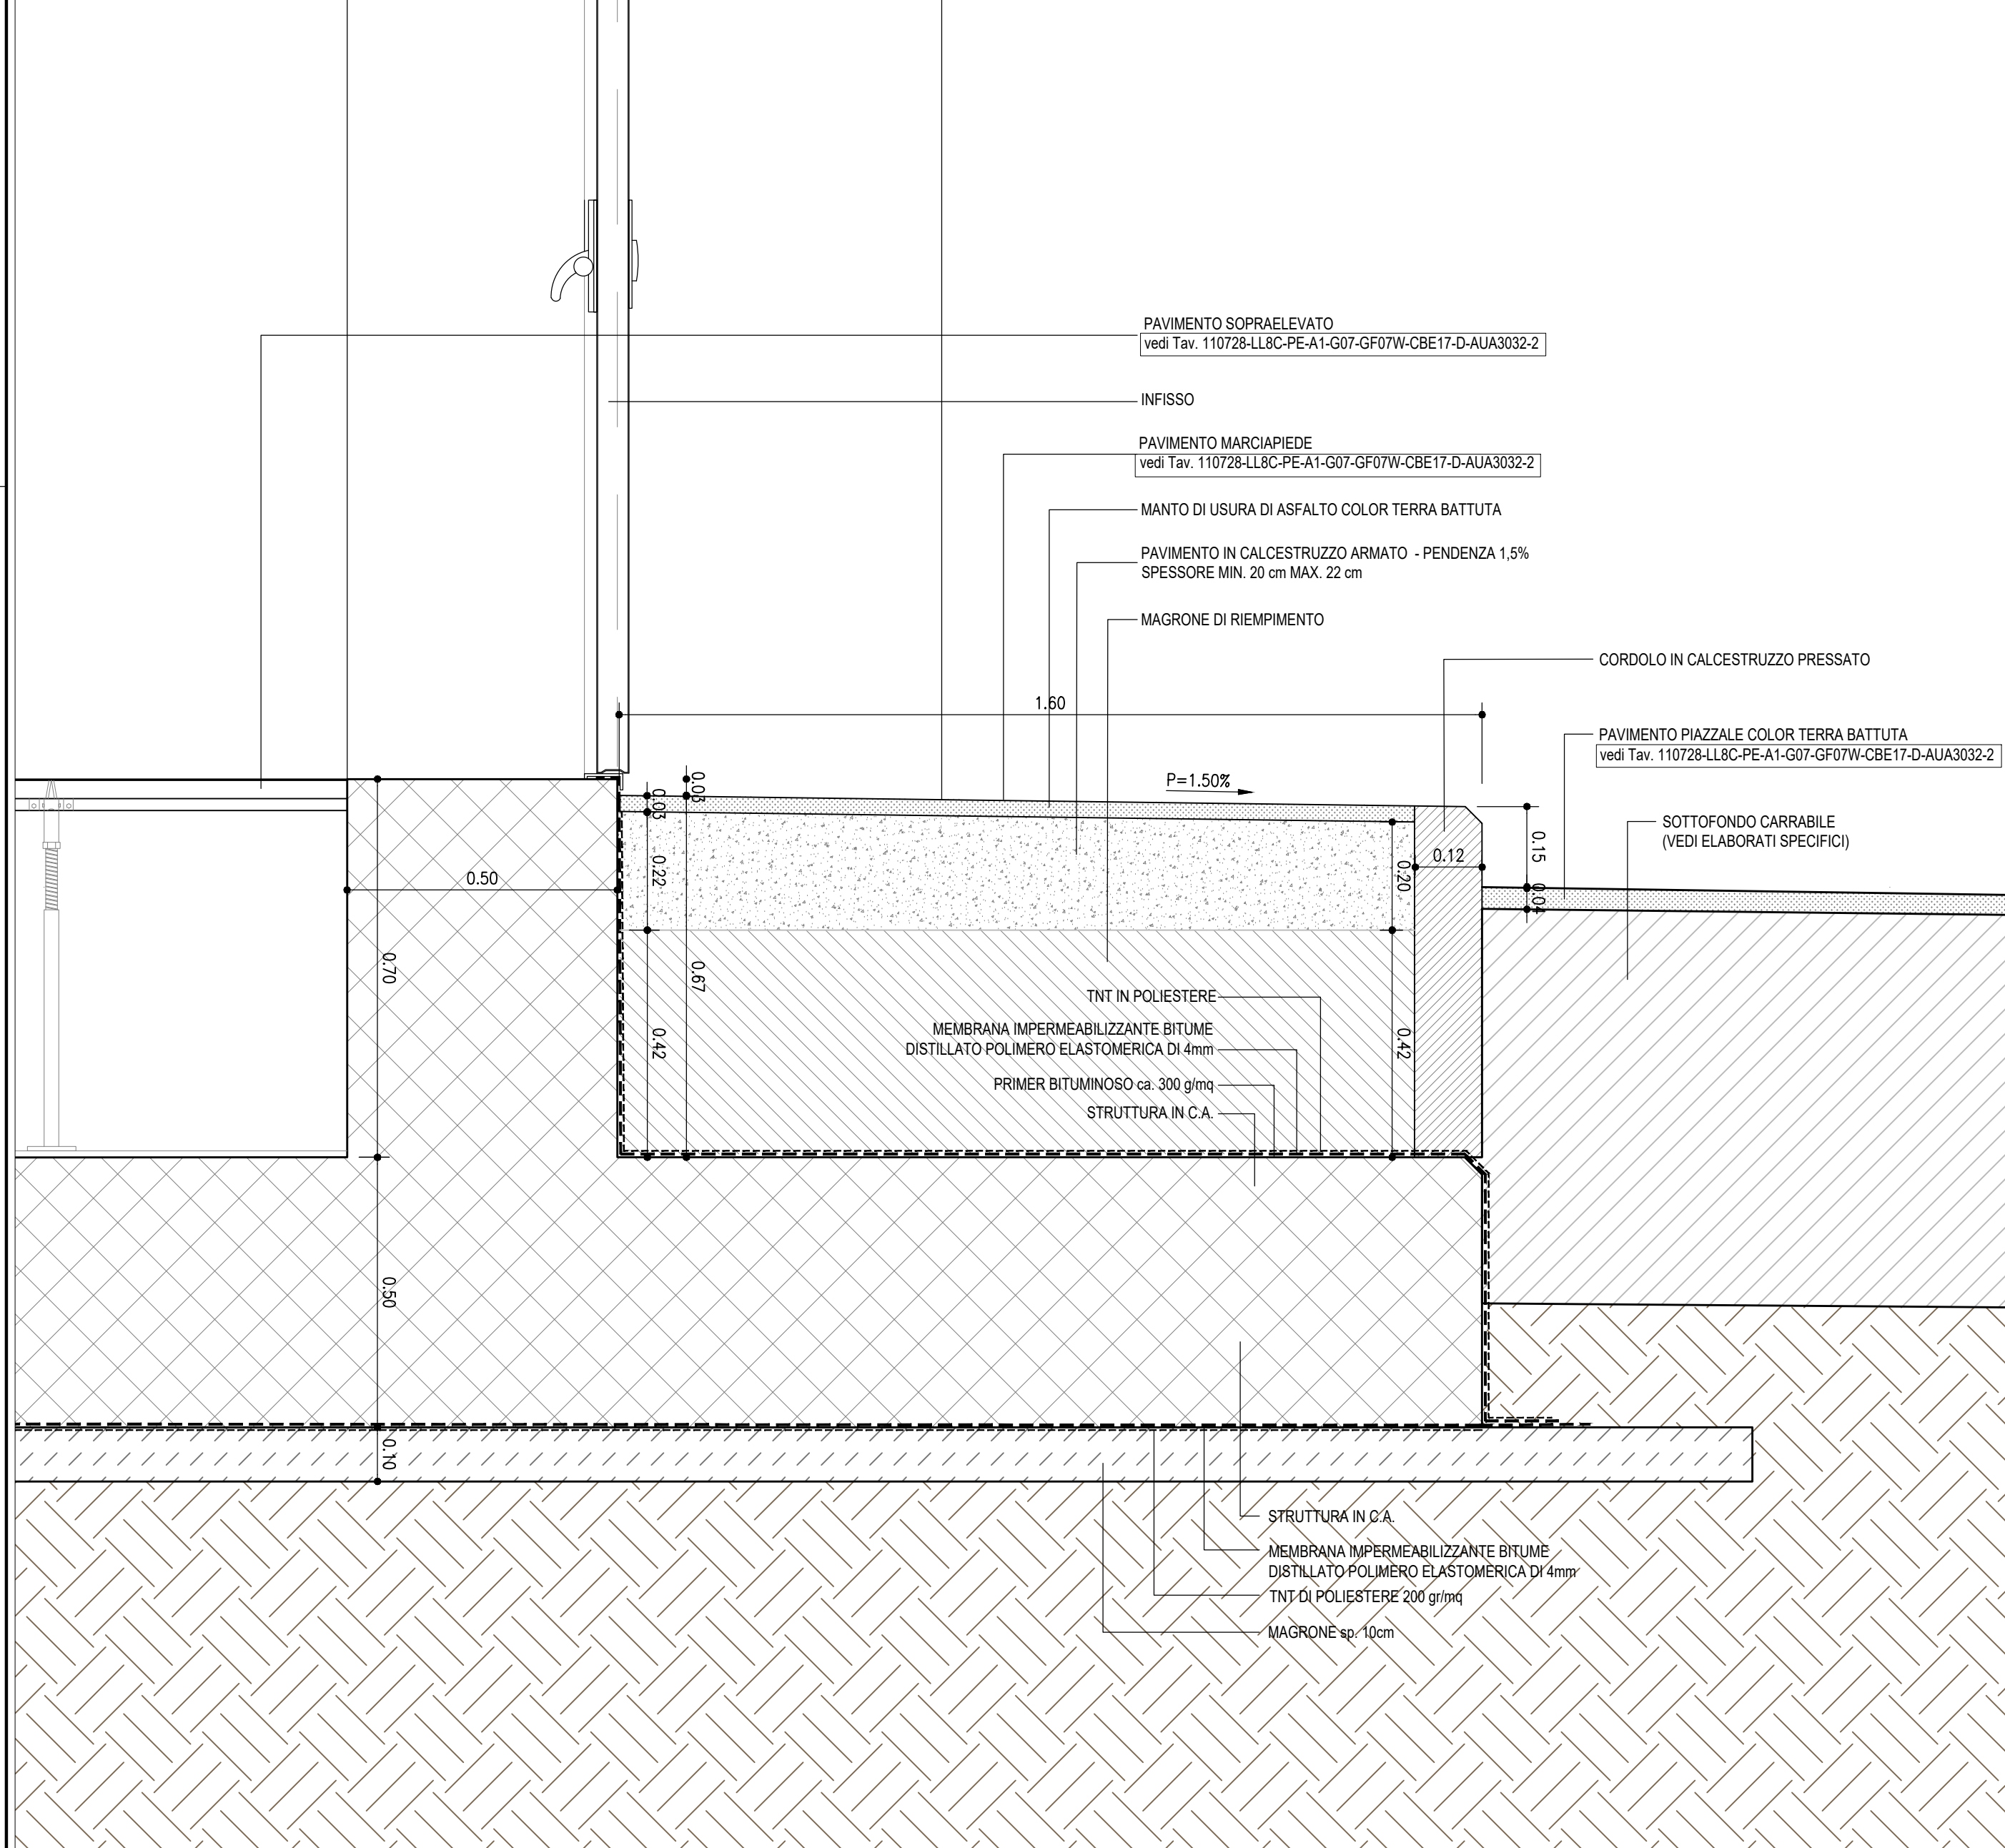 PAVIMENTO SOPRAELEVATO
vedi Tav. 110728-LL8C-PE-A1-G07-GF07W-CBE17-D-AUA3032-2
INFISSO
PAVIMENTO MARCIAPIEDE
vedi Tav. 110728-LL8C-PE-A1-G07-GF07W-CBE17-D-AUA3032-2
MANTO DI USURA DI ASFALTO COLOR TERRA BATTUTA
PAVIMENTO IN CALCESTRUZZO ARMATO - PENDENZA 1,5%
SPESSORE MIN. 20 cm MAX. 22 cm
MAGRONE DI RIEMPIMENTO
CORDOLO IN CALCESTRUZZO PRESSATO
1.60
PAVIMENTO PIAZZALE COLOR TERRA BATTUTA
vedi Tav. 110728-LL8C-PE-A1-G07-GF07W-CBE17-D-AUA3032-2
P=1.50%
0.03
0.03
SOTTOFONDO CARRABILE
(VEDI ELABORATI SPECIFICI)
0.15
0.12
0.50
0.22
0.20
0.04
0.70
0.67
TNT IN POLIESTERE
MEMBRANA IMPERMEABILIZZANTE BITUME
DISTILLATO POLIMERO ELASTOMERICA DI 4mm
0.42
0.42
PRIMER BITUMINOSO ca. 300 g/mq
STRUTTURA IN C.A.
0.50
0.10
STRUTTURA IN C.A.
MEMBRANA IMPERMEABILIZZANTE BITUME
DISTILLATO POLIMERO ELASTOMERICA DI 4mm
TNT DI POLIESTERE 200 gr/mq
MAGRONE sp. 10cm